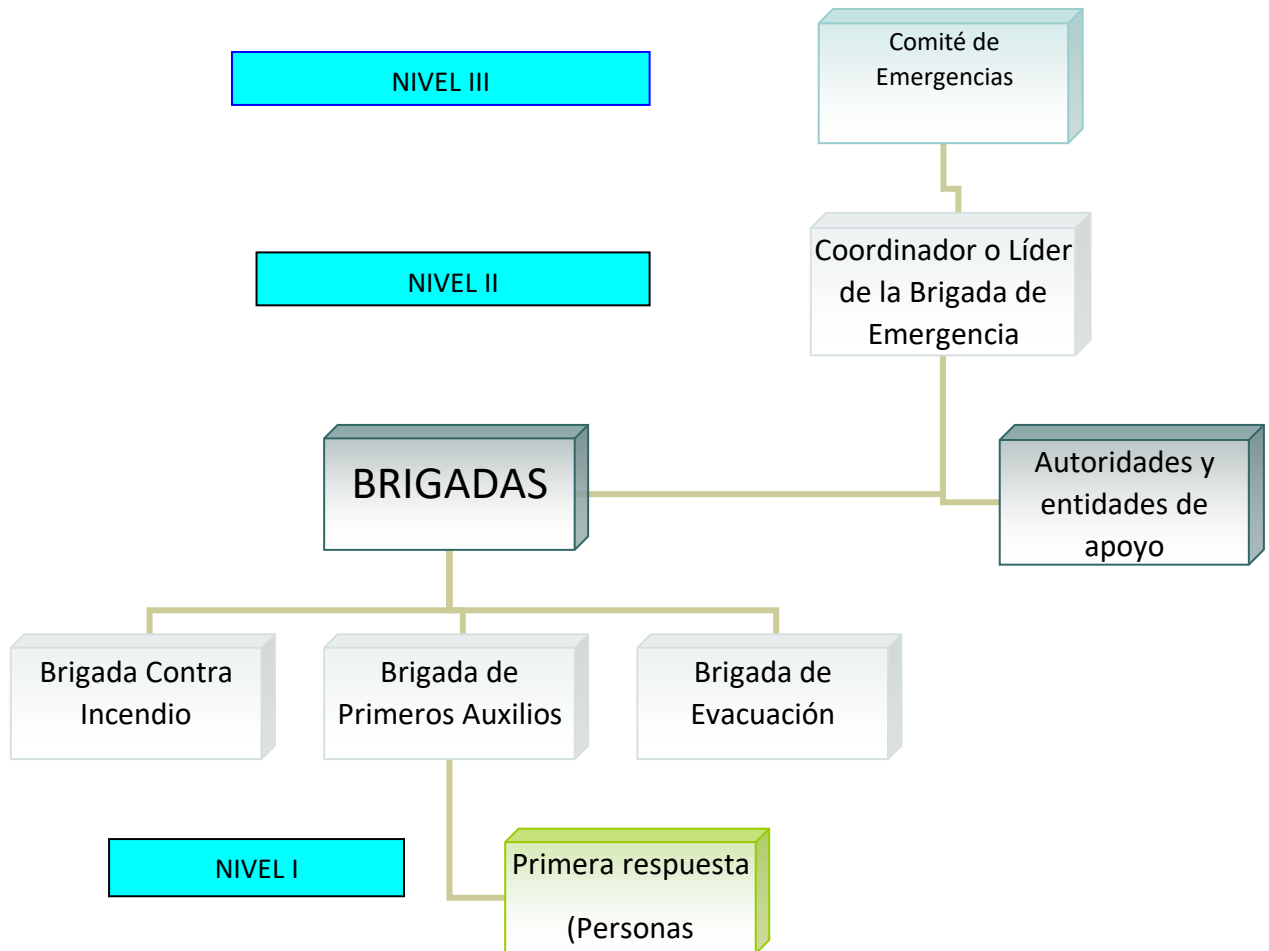 Comité de
Emergencias
NIVEL III
Coordinador o Líder
de la Brigada de
Emergencia
NIVEL II
BRIGADAS
Autoridades y
entidades de
apoyo
Brigada Contra
Incendio
Brigada de
Primeros Auxilios
Brigada de
Evacuación
NIVEL I
Primera respuesta
(Personas